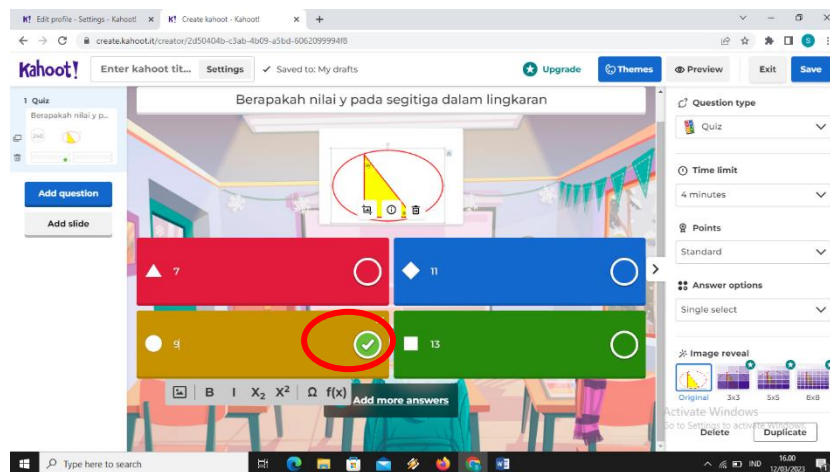 Edit profile - Settings - Kahoot!
Create kahoot - Kahoot!
create.kahoot.it/creator/2d50404b-c3ab-4b09-a5bd-6062099994f8
Kahoot!
Enter kahoot tit...
Settings
Saved to: My drafts
Upgrade
Themes
Preview
Exit
Save
1 Quiz
Berapakah nilai y p...
240
Add question
Add slide
Berapakah nilai y pada segitiga dalam lingkaran
7
11
9
13
B I X₂ X² Ω f(x)
Add more answers
Question type
Quiz
Time limit
4 minutes
Points
Standard
Answer options
Single select
Image reveal
Original 3x3 5x5 8x8
Activate Windows
Go to Settings to activate Windows.
Delete
Duplicate
Type here to search
IND
16.00
12/03/2023